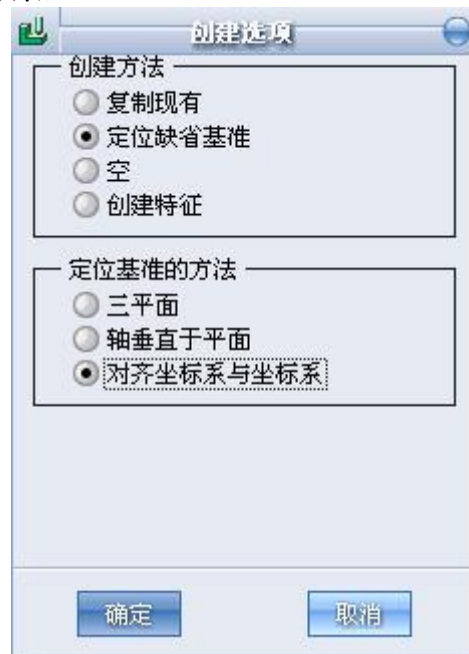 创建选项
创建方法
复制现有
定位缺省基准
空
创建特征
定位基准的方法
三平面
轴垂直于平面
对齐坐标系与坐标系
确定
取消